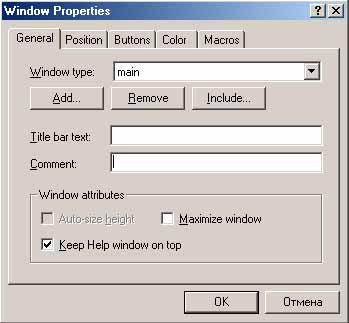 Window Properties
General Position Buttons Color Macros
Window type: main
Add... Remove Include...
Title bar text:
Comment:
Window attributes
Auto-size height Maximize window
Keep Help window on top
OK Отмена